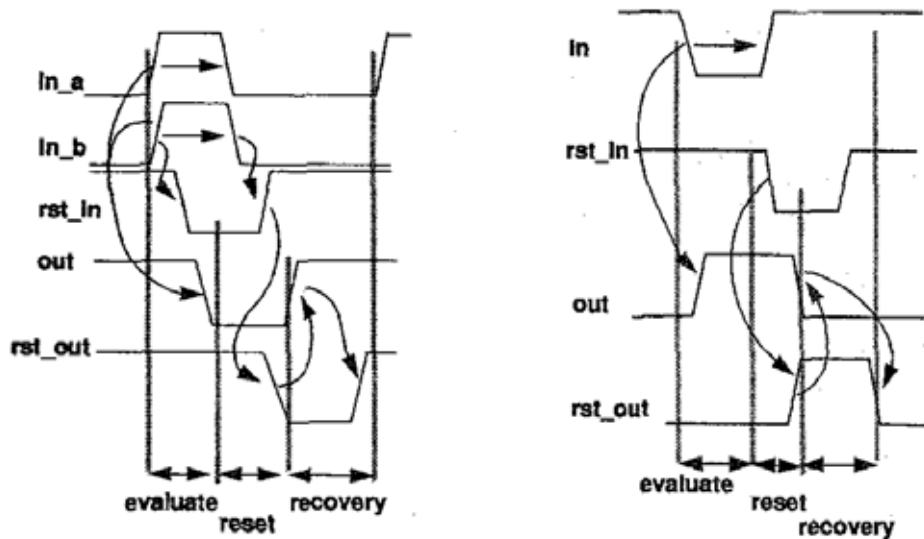 In_a
In_b
rst_in
out
rst_out
evaluate
reset
recovery
in
rst_in
out
rst_out
evaluate
reset
recovery